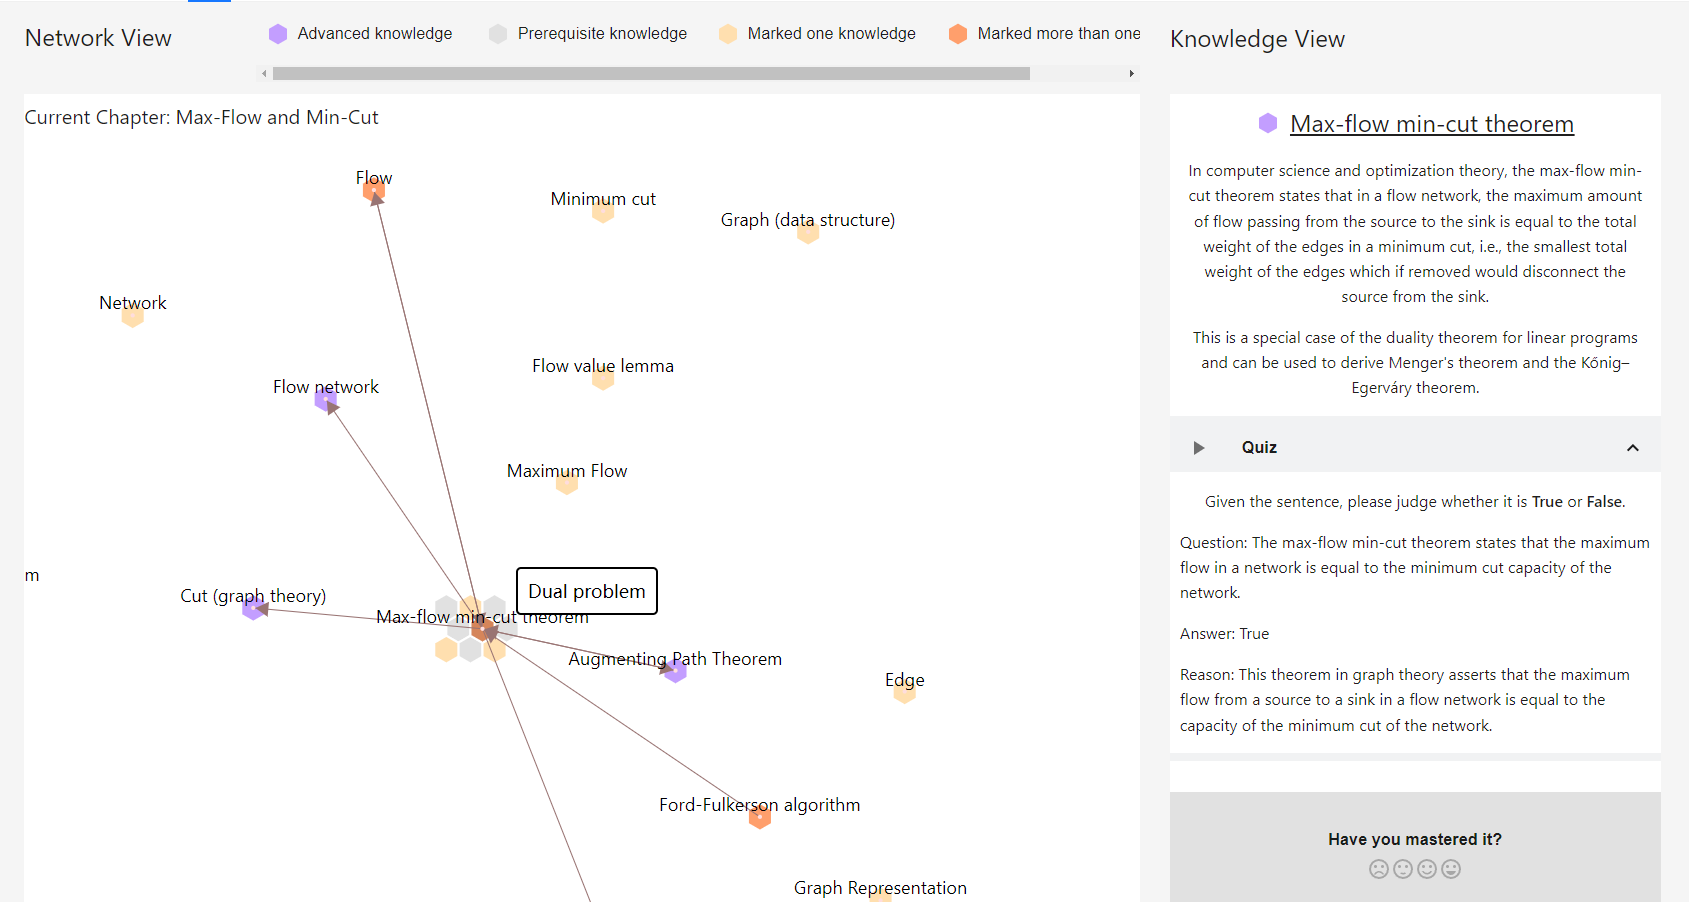 Network View
Advanced knowledge
Prerequisite knowledge
Marked one knowledge
Marked more than one
Knowledge View
Current Chapter: Max-Flow and Min-Cut
Flow
Minimum cut
Graph (data structure)
Network
Flow value lemma
Flow network
Maximum Flow
m
Dual problem
Cut (graph theory)
Max-flow min-cut theorem
Augmenting Path Theorem
Edge
Ford-Fulkerson algorithm
Graph Representation
Max-flow min-cut theorem
In computer science and optimization theory, the max-flow min-
cut theorem states that in a flow network, the maximum amount
of flow passing from the source to the sink is equal to the total
weight of the edges in a minimum cut, i.e., the smallest total
weight of the edges which if removed would disconnect the
source from the sink.
This is a special case of the duality theorem for linear programs
and can be used to derive Menger's theorem and the Kőnig–
Egerváry theorem.
Quiz
Given the sentence, please judge whether it is True or False.
Question: The max-flow min-cut theorem states that the maximum
flow in a network is equal to the minimum cut capacity of the
network.
Answer: True
Reason: This theorem in graph theory asserts that the maximum
flow from a source to a sink in a flow network is equal to the
capacity of the minimum cut of the network.
Have you mastered it?